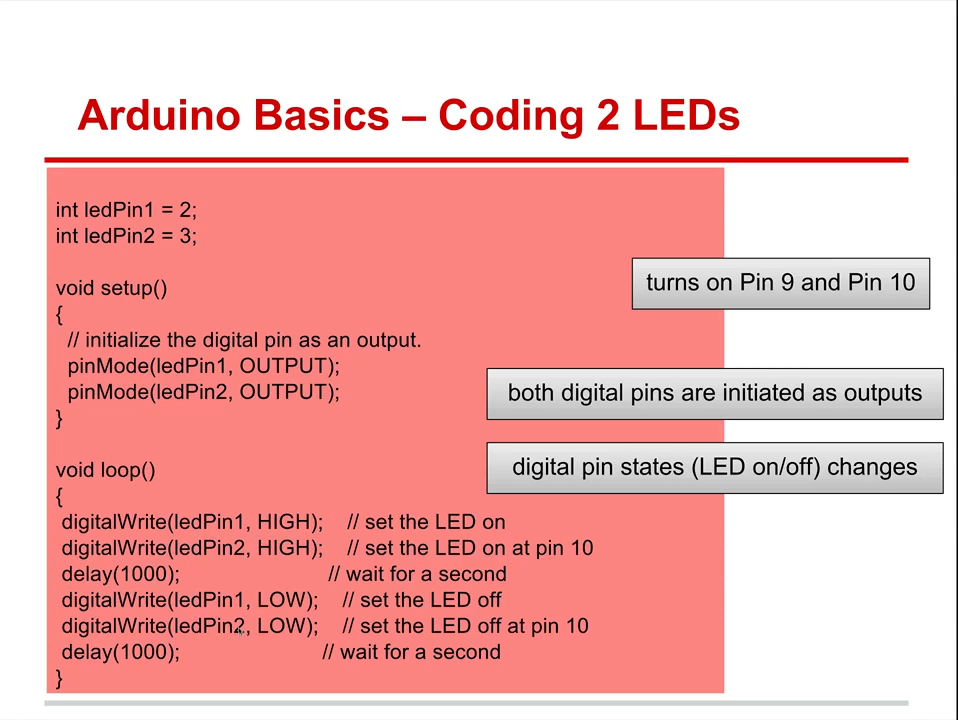 Arduino Basics – Coding 2 LEDs
int ledPin1 = 2;
int ledPin2 = 3;
void setup()
{
// initialize the digital pin as an output.
pinMode(ledPin1, OUTPUT);
pinMode(ledPin2, OUTPUT);
}
void loop()
{
digitalWrite(ledPin1, HIGH); // set the LED on
digitalWrite(ledPin2, HIGH); // set the LED on at pin 10
delay(1000); // wait for a second
digitalWrite(ledPin1, LOW); // set the LED off
digitalWrite(ledPin2, LOW); // set the LED off at pin 10
delay(1000); // wait for a second
}
turns on Pin 9 and Pin 10
both digital pins are initiated as outputs
digital pin states (LED on/off) changes